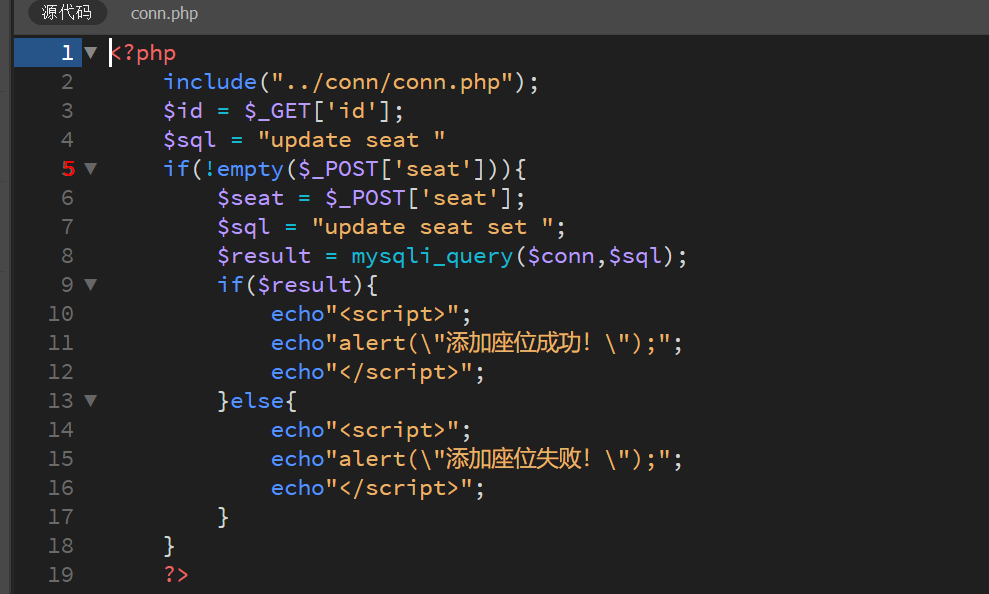 源代码 conn.php
1 <?php
2 include("../conn/conn.php");
3 $id = $_GET['id'];
4 $sql = "update seat "
5 if(!empty($_POST['seat'])){
6 $seat = $_POST['seat'];
7 $sql = "update seat set ";
8 $result = mysqli_query($conn,$sql);
9 if($result){
10 echo"<script>";
11 echo"alert(\"添加座位成功! \");";
12 echo"</script>";
13 }else{
14 echo"<script>";
15 echo"alert(\"添加座位失败! \");";
16 echo"</script>";
17 }
18 }
19 ?>